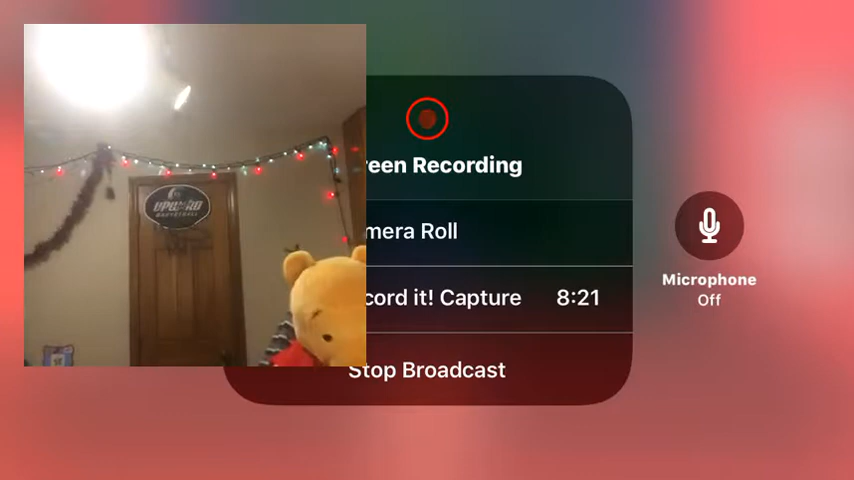 UPWARD
BASKETBALL
reen Recording
mera Roll
cord it! Capture 8:21
Stop Broadcast
Microphone
Off